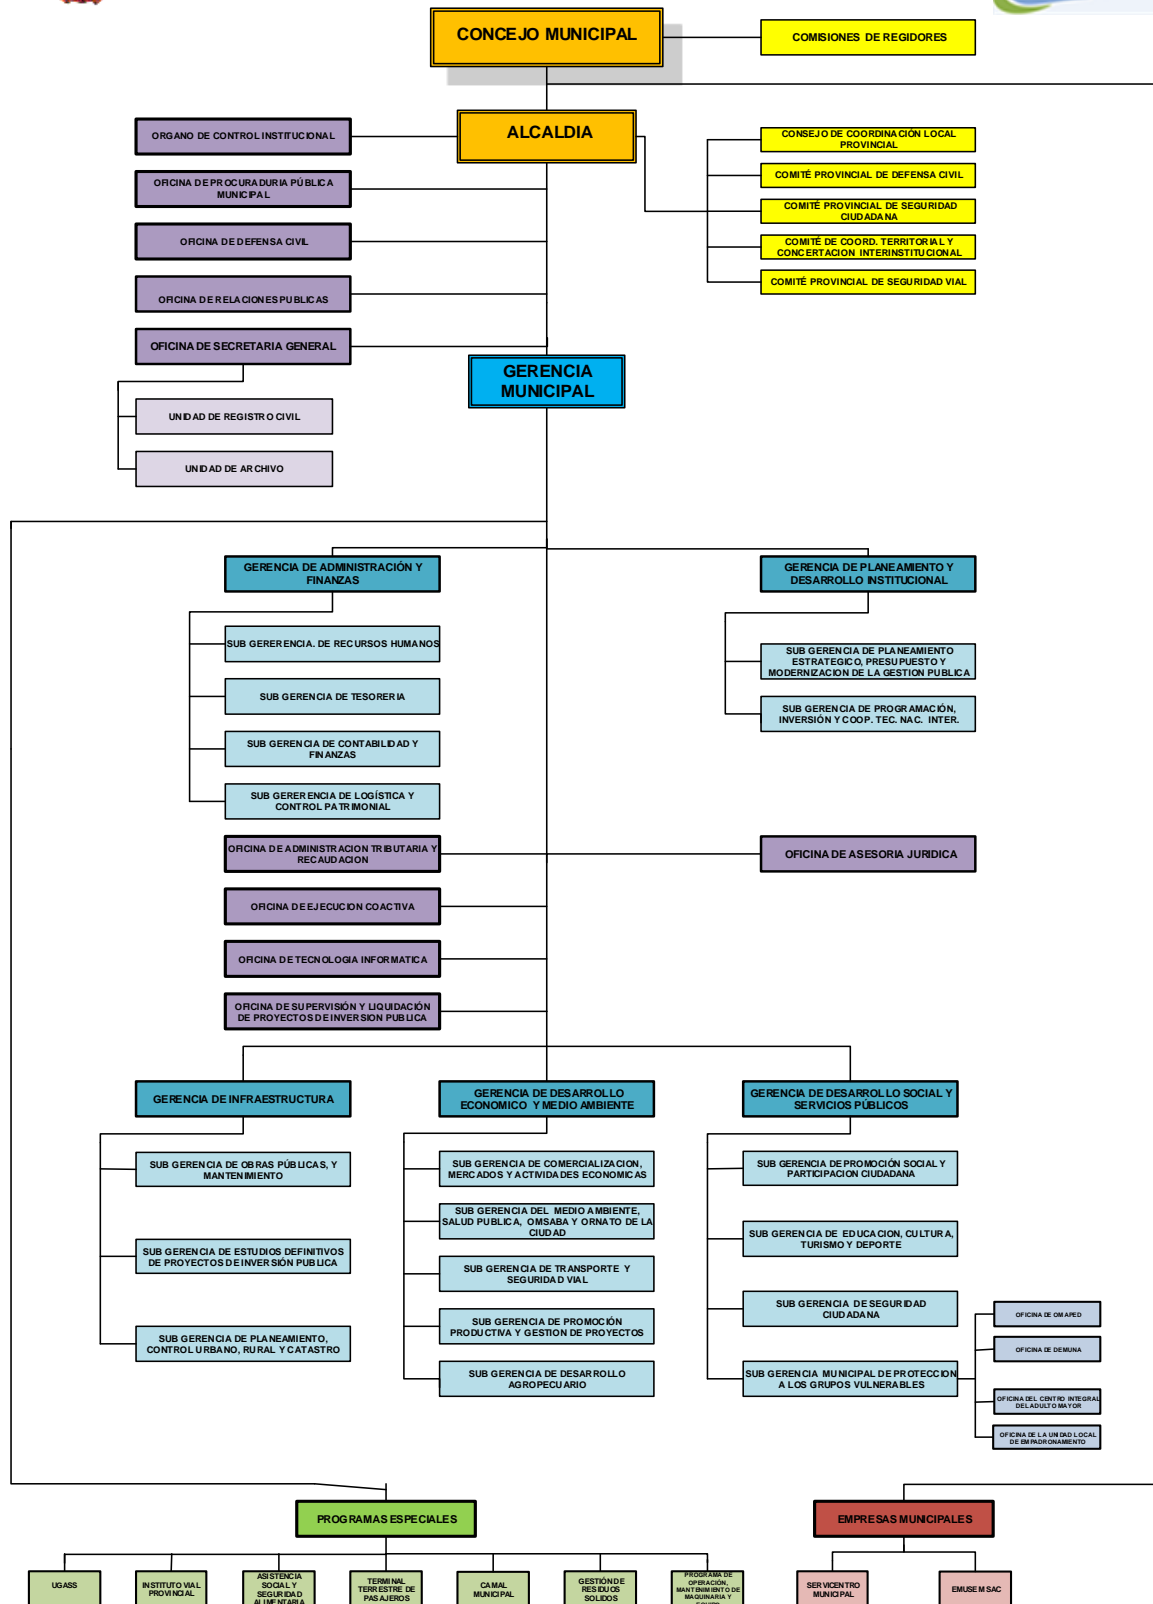 CONCEJO MUNICIPAL
COMISIONES DE REGIDORES
ALCALDIA
ORGANO DE CONTROL INSTITUCIONAL
OFICINA DE PROCURADURIA PÚBLICA
MUNICIPAL
OFICINA DE DEFENSA CIVIL
OFICINA DE RELACIONES PUBLICAS
OFICINA DE SECRETARIA GENERAL
UNIDAD DE REGISTRO CIVIL
UNIDAD DE ARCHIVO
CONSEJO DE COORDINACIÓN LOCAL
PROVINCIAL
COMITÉ PROVINCIAL DE DEFENSA CIVIL
COMITÉ PROVINCIAL DE SEGURIDAD
CIUDADANA
COMITÉ DE COORD. TERRITORIAL Y
CONCERTACION INTERINSTITUCIONAL
COMITÉ PROVINCIAL DE SEGURIDAD VIAL
GERENCIA
MUNICIPAL
GERENCIA DE ADMINISTRACIÓN Y
FINANZAS
SUB GERERENCIA. DE RECURSOS HUMANOS
SUB GERENCIA DE TESORERIA
SUB GERENCIA DE CONTABILIDAD Y
FINANZAS
SUB GERERENCIA DE LOGÍSTICA Y
CONTROL PATRIMONIAL
GERENCIA DE PLANEAMIENTO Y
DESARROLLO INSTITUCIONAL
SUB GERENCIA DE PLANEAMIENTO
ESTRATEGICO, PRESUPUESTO Y
MODERNIZACION DE LA GESTION PUBLICA
SUB GERENCIA DE PROGRAMACIÓN,
INVERSIÓN Y COOP. TEC. NAC. INTER.
OFICINA DE ADMINISTRACION TRIBUTARIA Y
RECAUDACION
OFICINA DE EJECUCION COACTIVA
OFICINA DE TECNOLOGIA INFORMATICA
OFICINA DE SUPERVISIÓN Y LIQUIDACIÓN
DE PROYECTOS DE INVERSION PUBLICA
OFICINA DE ASESORIA JURIDICA
GERENCIA DE INFRAESTRUCTURA
SUB GERENCIA DE OBRAS PÚBLICAS, Y
MANTENIMIENTO
SUB GERENCIA DE ESTUDIOS DEFINITIVOS
DE PROYECTOS DE INVERSIÓN PUBLICA
SUB GERENCIA DE PLANEAMIENTO,
CONTROL URBANO, RURAL Y CATASTRO
GERENCIA DE DESARROLLO
ECONOMICO Y MEDIO AMBIENTE
SUB GERENCIA DE COMERCIALIZACION,
MERCADOS Y ACTIVIDADES ECONOMICAS
SUB GERENCIA DEL MEDIO AMBIENTE,
SALUD PUBLICA, OMSABA Y ORNATO DE LA
CIUDAD
SUB GERENCIA DE TRANSPORTE Y
SEGURIDAD VIAL
SUB GERENCIA DE PROMOCIÓN
PRODUCTIVA Y GESTION DE PROYECTOS
SUB GERENCIA DE DESARROLLO
AGROPECUARIO
GERENCIA DE DESARROLLO SOCIAL Y
SERVICIOS PÚBLICOS
SUB GERENCIA DE PROMOCIÓN SOCIAL Y
PARTICIPACION CIUDADANA
SUB GERENCIA DE EDUCACION, CULTURA,
TURISMO Y DEPORTE
SUB GERENCIA DE SEGURIDAD
CIUDADANA
SUB GERENCIA MUNICIPAL DE PROTECCION
A LOS GRUPOS VULNERABLES
OFICINA DE OMAPED
OFICINA DE DEMUNA
OFICINA DEL CENTRO INTEGRAL
DEL ADULTO MAYOR
OFICINA DE LA UNIDAD LOCAL
DE EMPADRONAMIENTO
PROGRAMAS ESPECIALES
UGASS
INSTITUTO VIAL
PROVINCIAL
ASISTENCIA
SOCIAL Y
SEGURIDAD
ALIMENTARIA
TERMINAL
TERRESTRE DE
PASAJEROS
CAMAL
MUNICIPAL
GESTIÓN DE
RESIDUOS
SOLIDOS
PROGRAMA DE
OPERACIÓN,
MANTENIMIENTO DE
MAQUINARIA Y
EMPRESAS MUNICIPALES
SERVICENTRO
MUNICIPAL
EMUSEM SAC